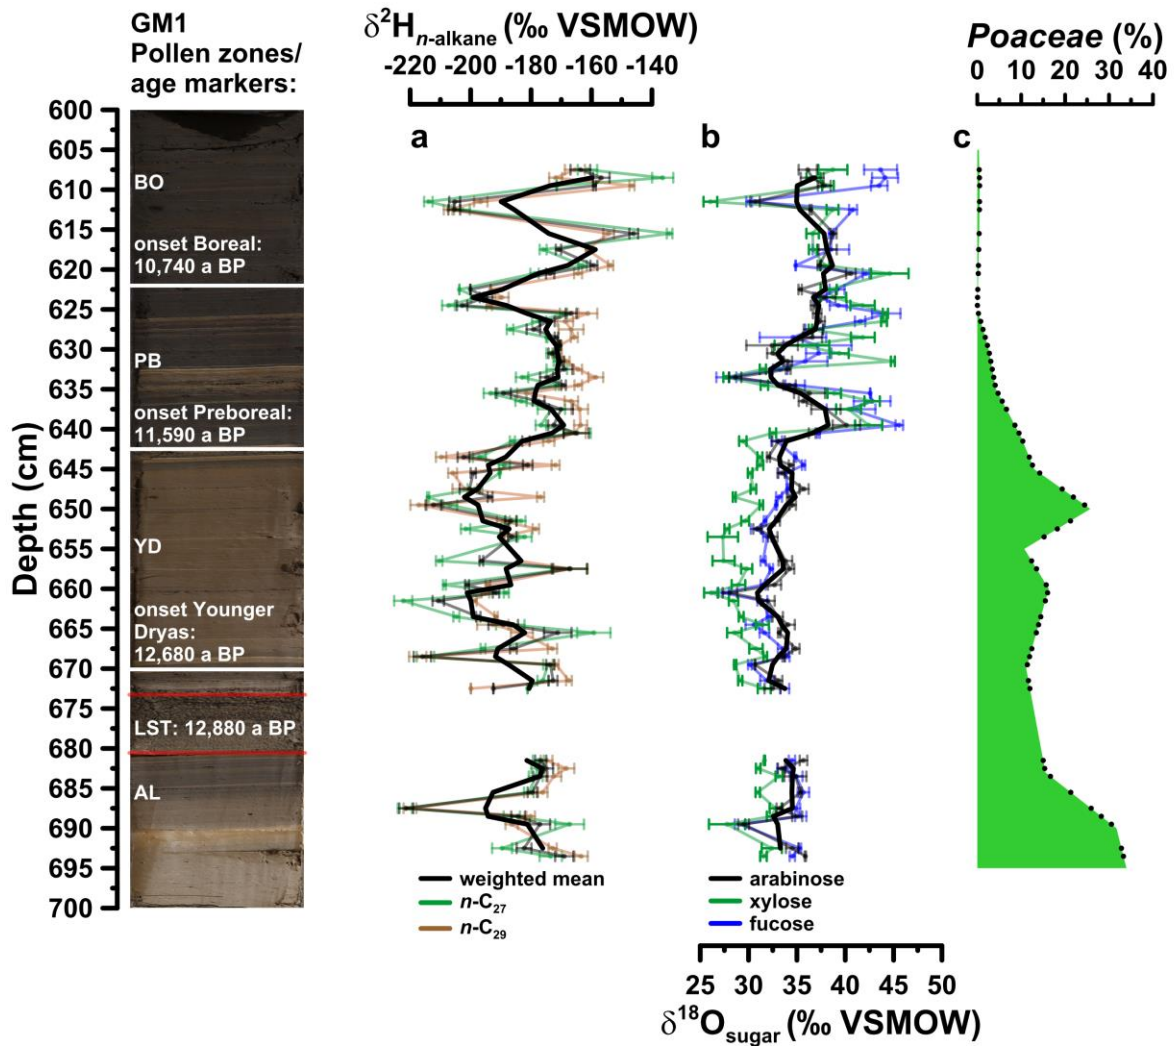 GM1
Pollen zones/
age markers:
δ²Hn-alkane (‰ VSMOW)
-220 -200 -180 -160 -140
Poaceae (%)
0 10 20 30 40
a
b
c
Depth (cm)
600
605
610
615
620
625
630
635
640
645
650
655
660
665
670
675
680
685
690
695
700
BO
onset Boreal:
10,740 a BP
PB
onset Preboreal:
11,590 a BP
YD
onset Younger
Dryas:
12,680 a BP
LST: 12,880 a BP
AL
weighted mean
n-C₂₇
n-C₂₉
arabinose
xylose
fucose
25 30 35 40 45 50
δ¹⁸Osugar (‰ VSMOW)